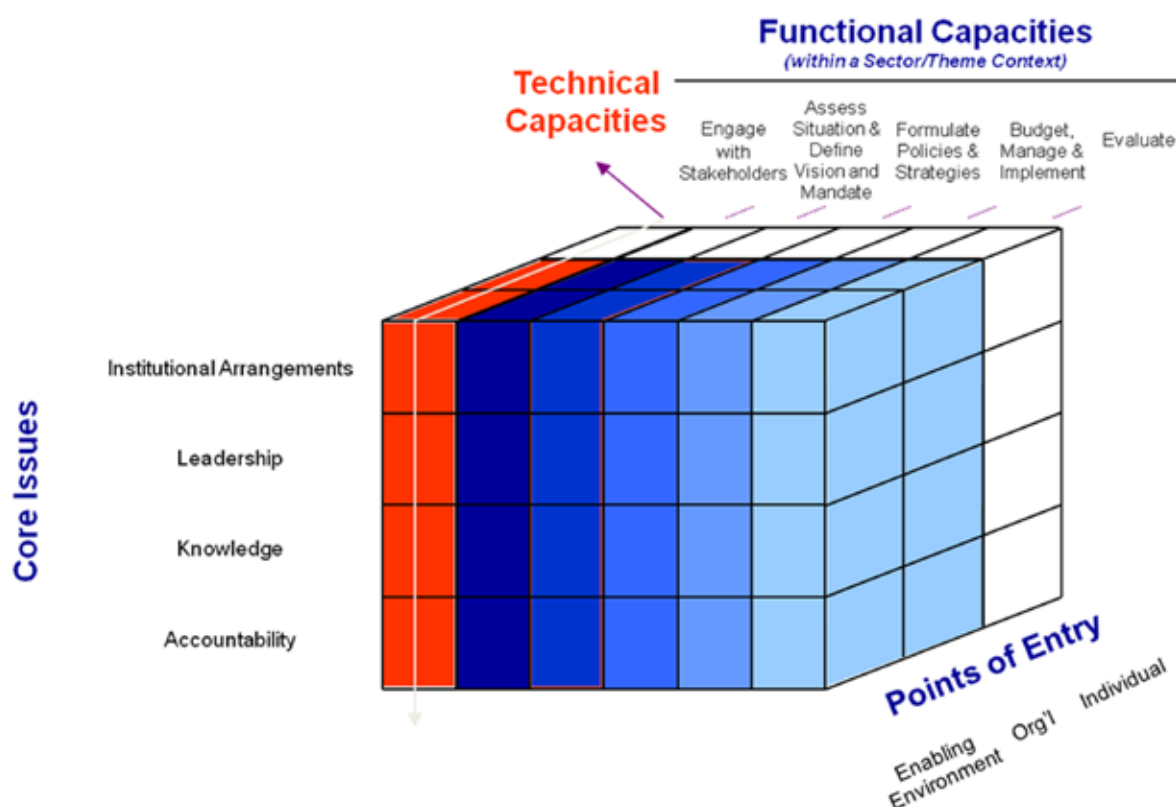 Functional Capacities
(within a Sector/Theme Context)
Technical
Capacities
Engage
with
Stakeholders
Assess
Situation &
Define
Vision and
Mandate
Formulate
Policies &
Strategies
Budget,
Manage &
Implement
Evaluate
Core Issues
Institutional Arrangements
Leadership
Knowledge
Accountability
Points of Entry
Enabling
Environment
Org'l
Individual